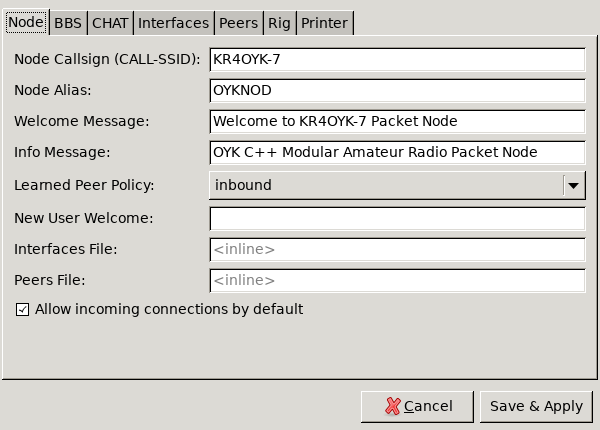 Node BBS CHAT Interfaces Peers Rig Printer
Node Callsign (CALL-SSID): KR4OYK-7
Node Alias: OYKNOD
Welcome Message: Welcome to KR4OYK-7 Packet Node
Info Message: OYK C++ Modular Amateur Radio Packet Node
Learned Peer Policy: inbound
New User Welcome:
Interfaces File: <inline>
Peers File: <inline>
Allow incoming connections by default
Cancel Save & Apply